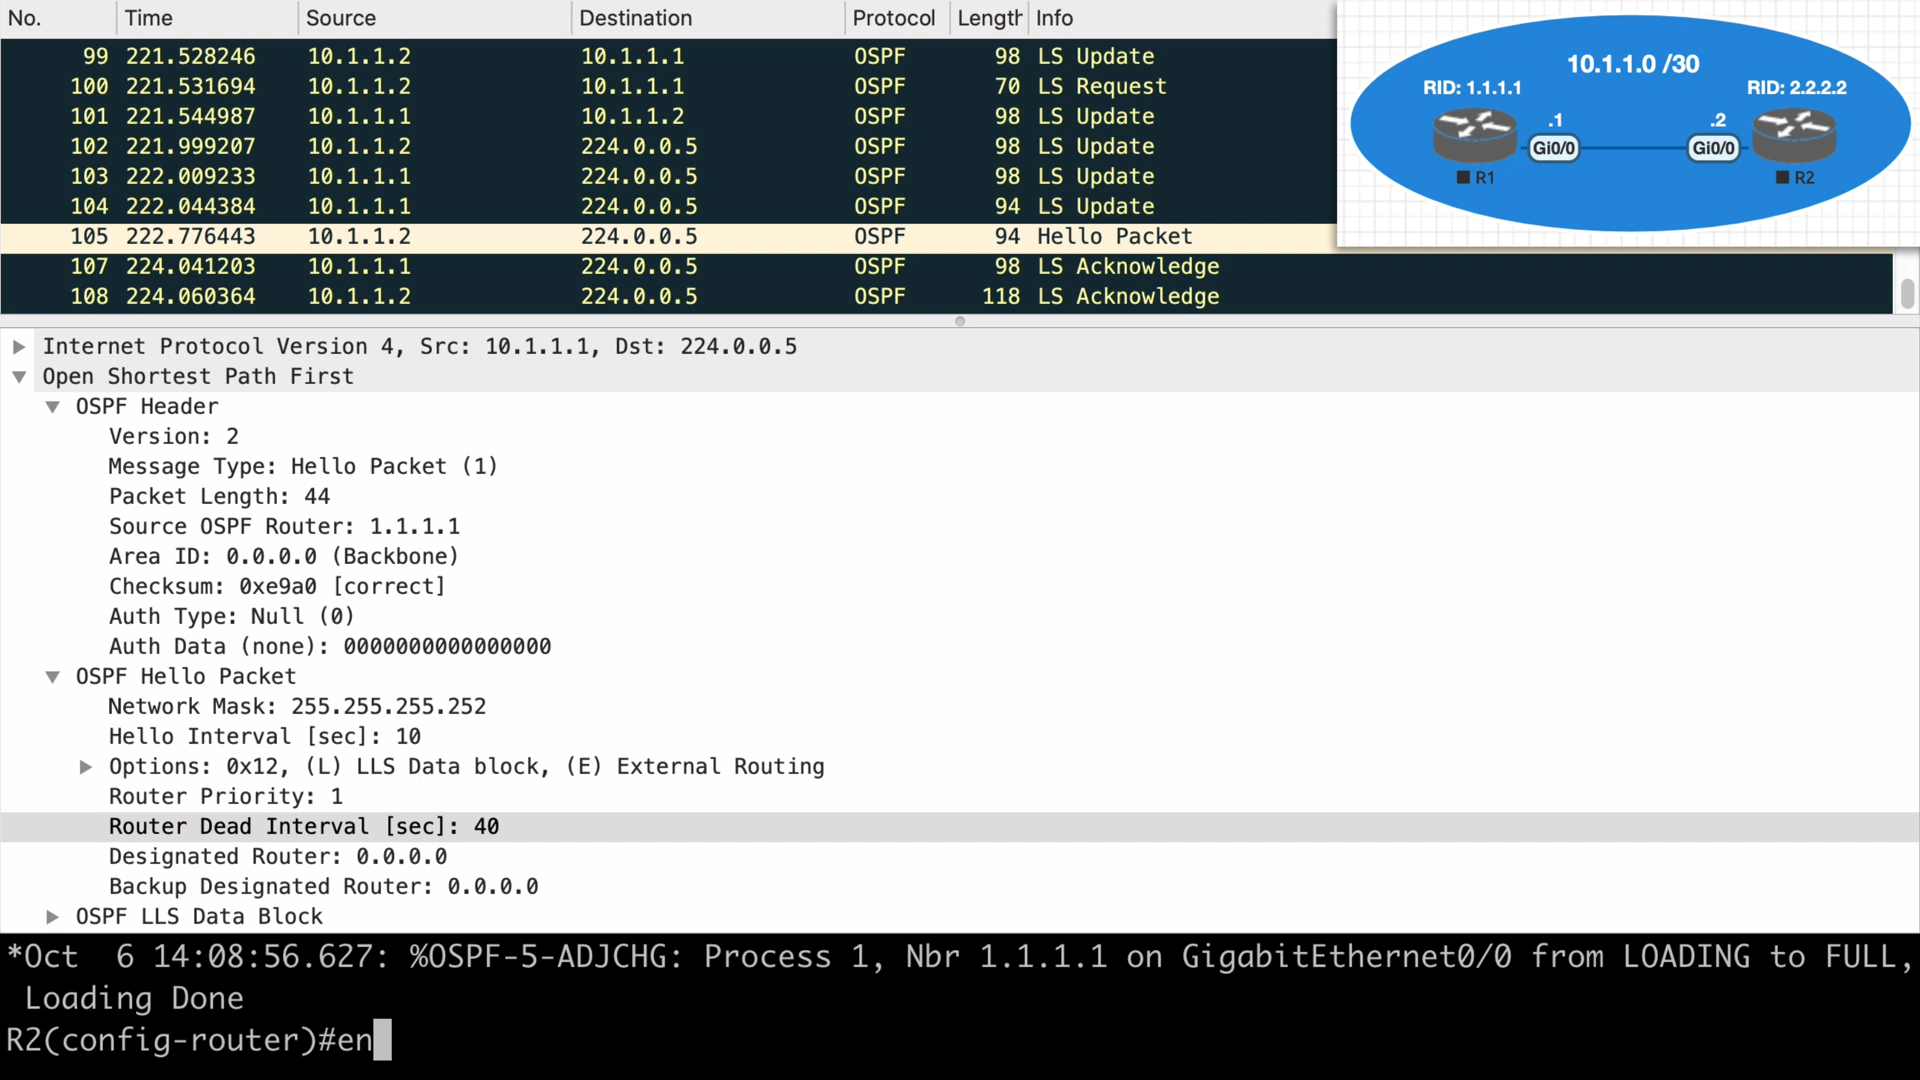 No. Time Source Destination Protocol Length Info
99 221.528246 10.1.1.2 10.1.1.1 OSPF 98 LS Update
100 221.531694 10.1.1.2 10.1.1.1 OSPF 70 LS Request
101 221.544987 10.1.1.1 10.1.1.2 OSPF 98 LS Update
102 221.999207 10.1.1.2 224.0.0.5 OSPF 98 LS Update
103 222.009233 10.1.1.1 224.0.0.5 OSPF 98 LS Update
104 222.044384 10.1.1.1 224.0.0.5 OSPF 94 LS Update
105 222.776443 10.1.1.2 224.0.0.5 OSPF 94 Hello Packet
107 224.041203 10.1.1.1 224.0.0.5 OSPF 98 LS Acknowledge
108 224.060364 10.1.1.2 224.0.0.5 OSPF 118 LS Acknowledge
10.1.1.0 /30
RID: 1.1.1.1 RID: 2.2.2.2
.1 .2
Gi0/0 Gi0/0
R1 R2
Internet Protocol Version 4, Src: 10.1.1.1, Dst: 224.0.0.5
Open Shortest Path First
OSPF Header
Version: 2
Message Type: Hello Packet (1)
Packet Length: 44
Source OSPF Router: 1.1.1.1
Area ID: 0.0.0.0 (Backbone)
Checksum: 0xe9a0 [correct]
Auth Type: Null (0)
Auth Data (none): 0000000000000000
OSPF Hello Packet
Network Mask: 255.255.255.252
Hello Interval [sec]: 10
Options: 0x12, (L) LLS Data block, (E) External Routing
Router Priority: 1
Router Dead Interval [sec]: 40
Designated Router: 0.0.0.0
Backup Designated Router: 0.0.0.0
OSPF LLS Data Block
*Oct  6 14:08:56.627: %OSPF-5-ADJCHG: Process 1, Nbr 1.1.1.1 on GigabitEthernet0/0 from LOADING to FULL,
Loading Done
R2(config-router)#en